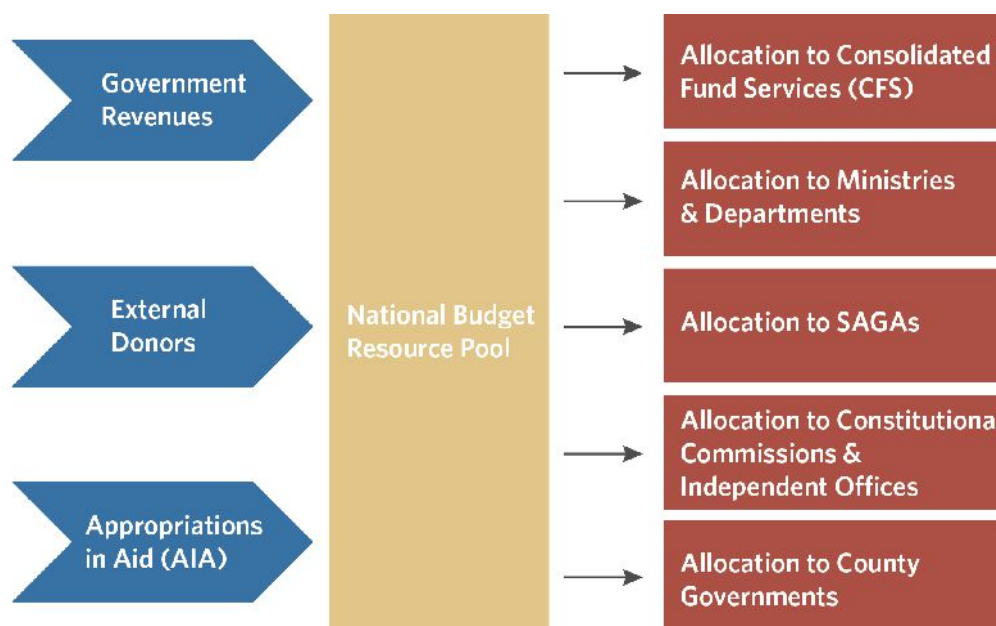 Government
Revenues
External
Donors
Appropriations
in Aid (AIA)
National Budget
Resource Pool
Allocation to Consolidated
Fund Services (CFS)
Allocation to Ministries
& Departments
Allocation to SAGAs
Allocation to Constitutiona
Commissions &
Independent Offices
Allocation to County
Governments